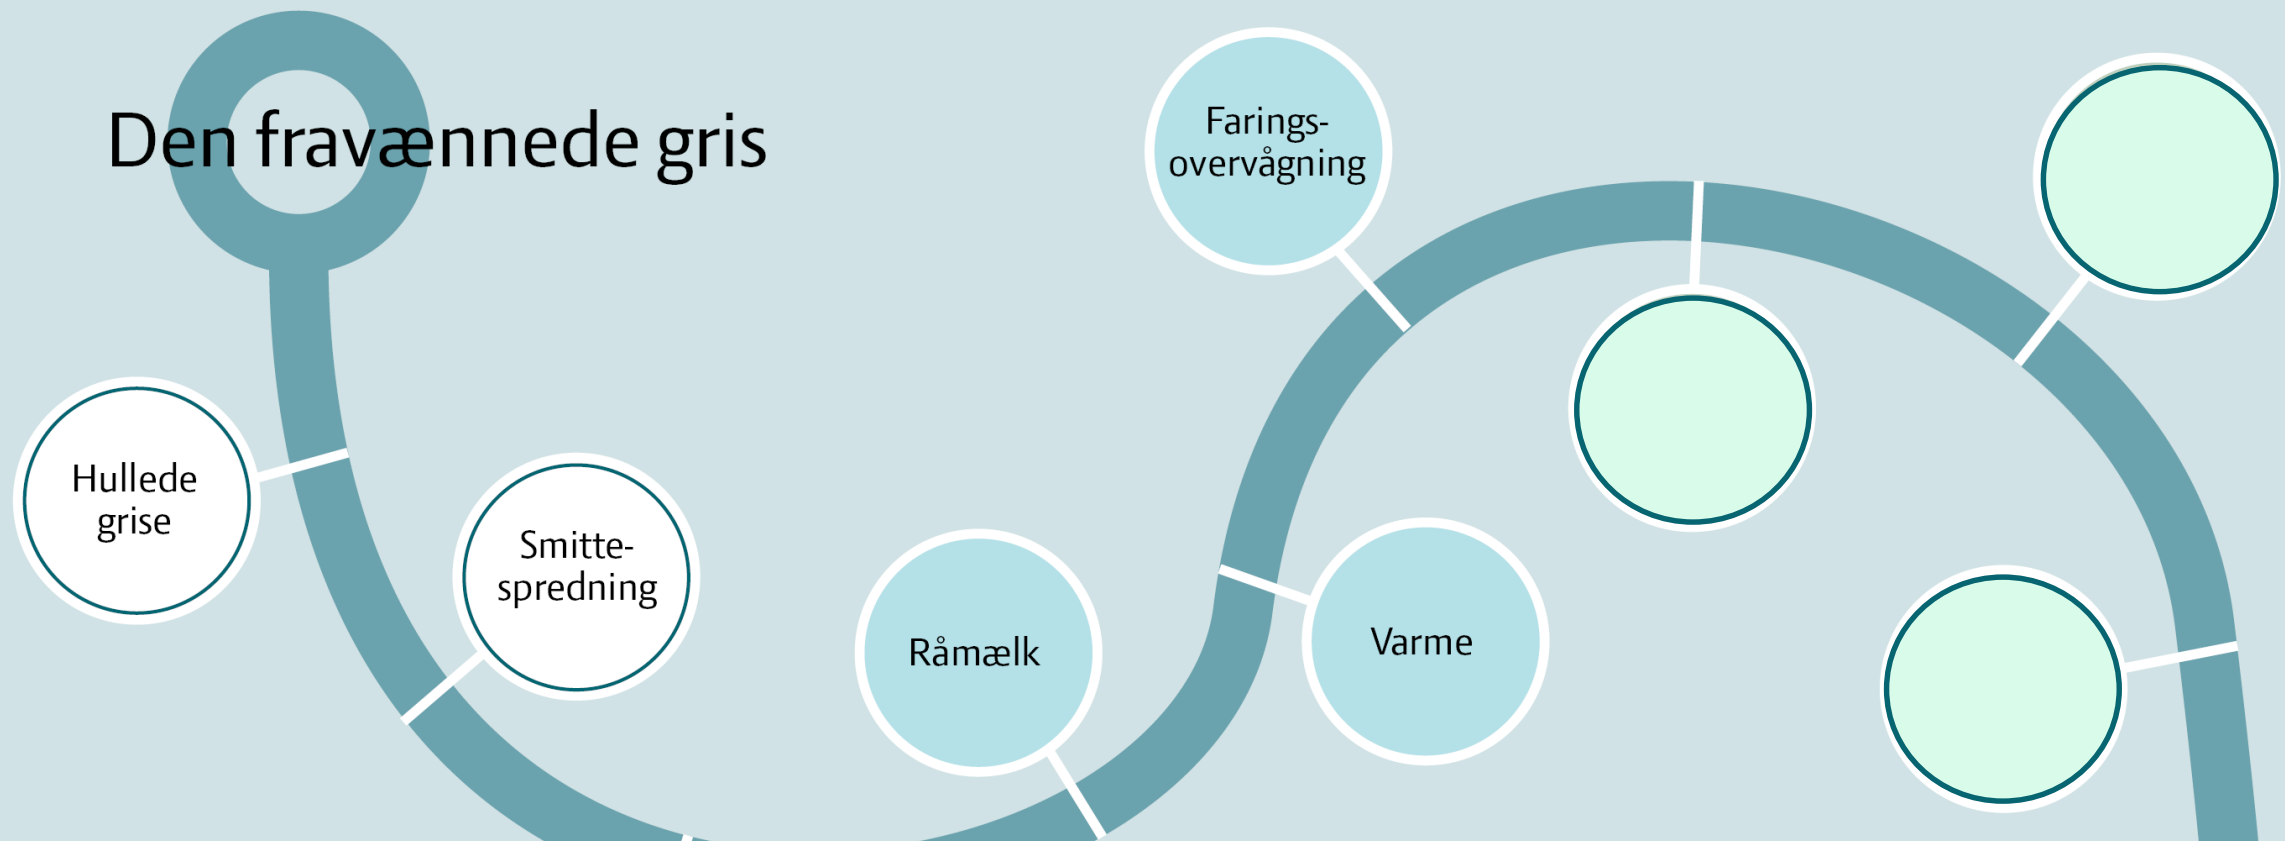 Den fravænnede gris
Hullede
grise
Smitte-
spredning
Råmælk
Farings-
overvågning
Varme